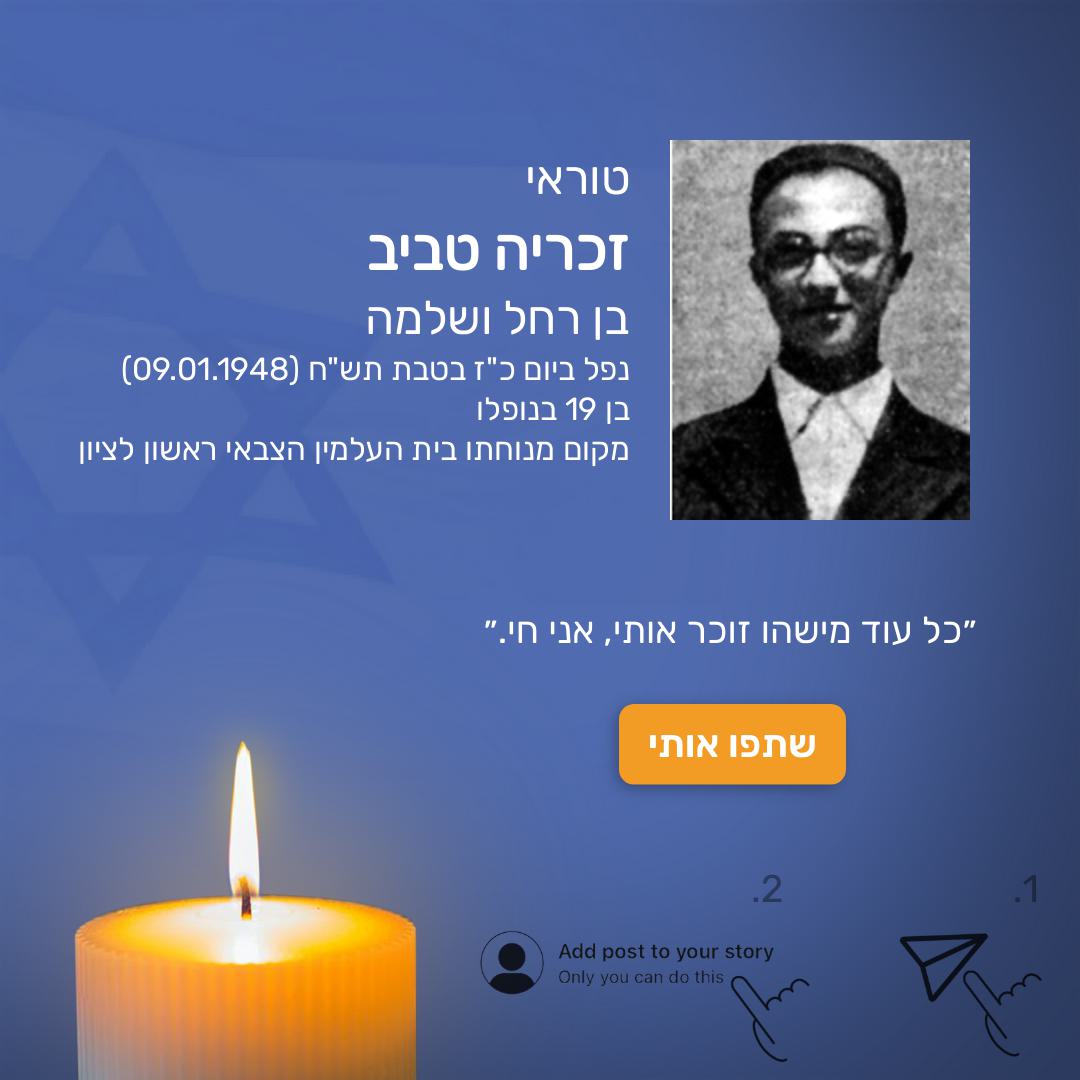 טוראי
זכריה טביב
בן רחל ושלמה
נפל ביום כ"ז בטבת תש"ח (09.01.1948)
בן 19 בנופלו
מקום מנוחתו בית העלמין הצבאי ראשון לציון
״כל עוד מישהו זוכר אותי, אני חי.״
שתפו אותי
1.
2.
Add post to your story
Only you can do this